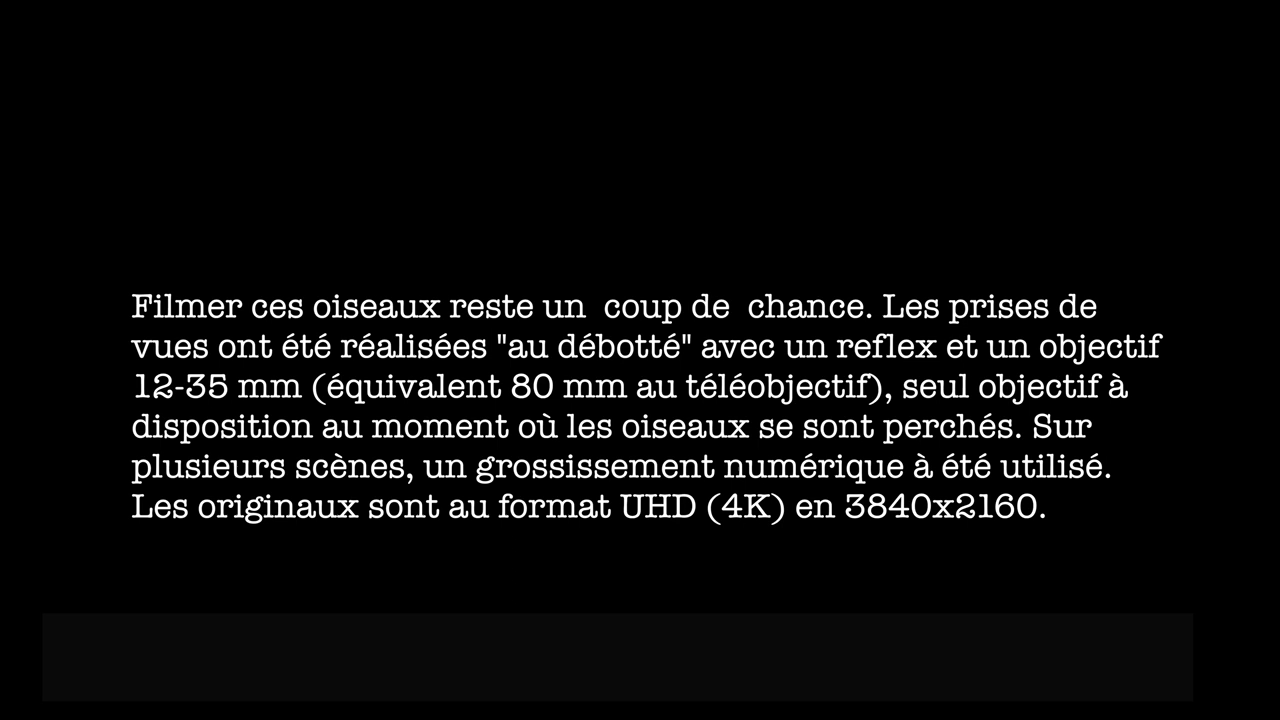 Filmer ces oiseaux reste un  coup de  chance. Les prises de
vues ont été réalisées "au débotté" avec un reflex et un objectif
12-35 mm (équivalent 80 mm au téléobjectif), seul objectif à
disposition au moment où les oiseaux se sont perchés. Sur
plusieurs scènes, un grossissement numérique à été utilisé.
Les originaux sont au format UHD (4K) en 3840x2160.